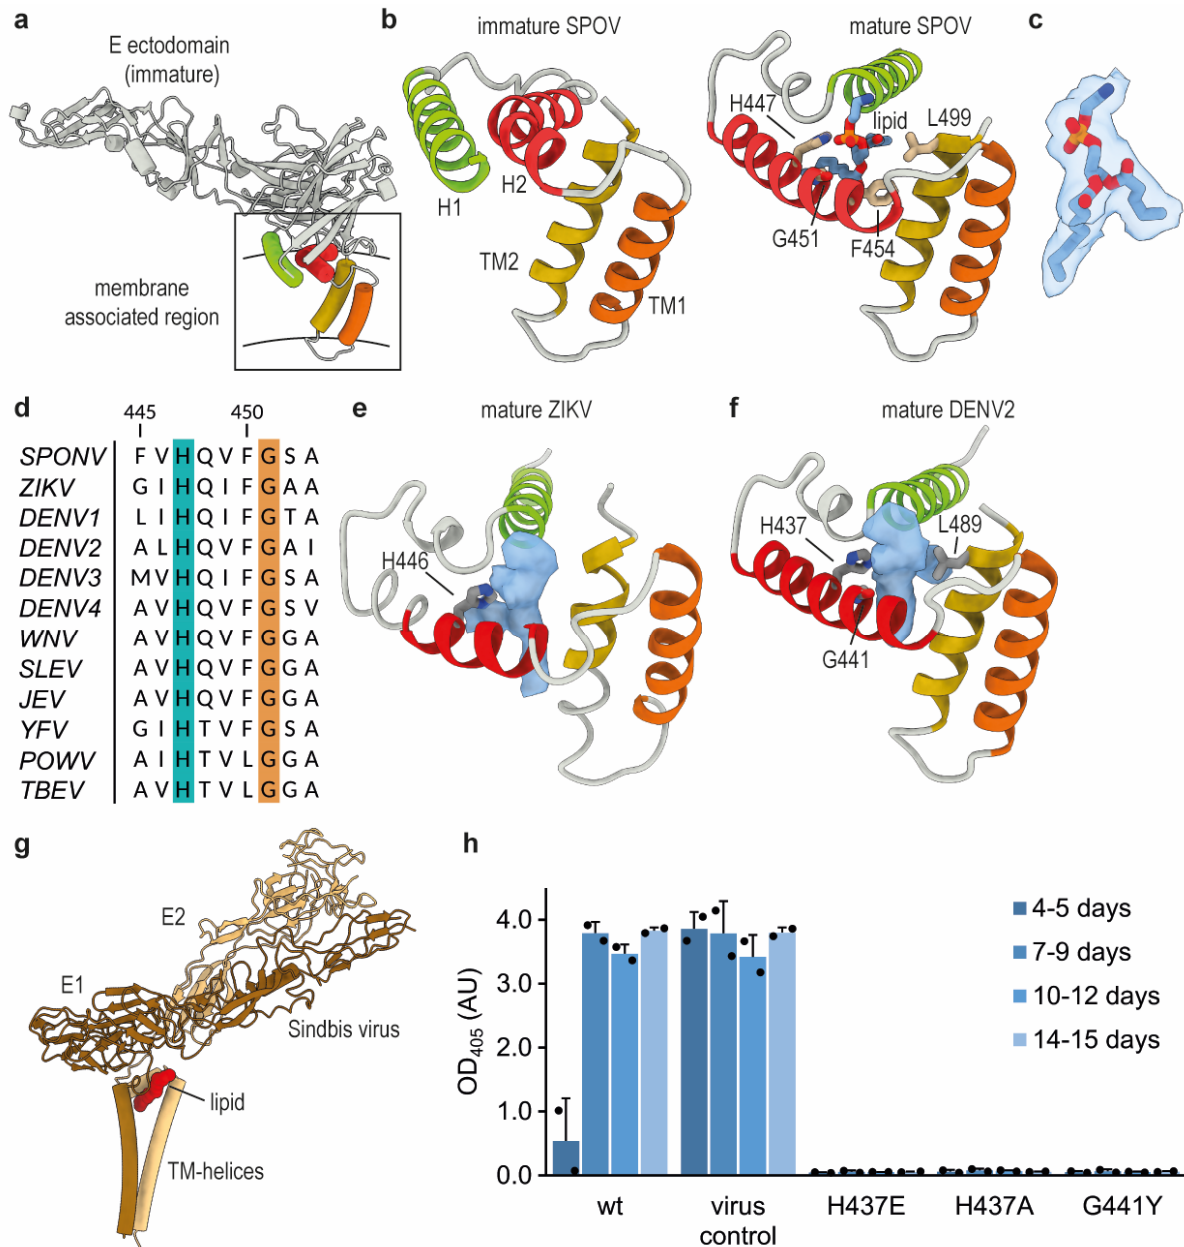 a
E ectodomain
(immature)
membrane
associated region
b
immature SPOV
H1
H2
TM2
TM1
mature SPOV
H447
lipid
L499
G451
F454
c
d
445 450
SPONV F V H Q V F G S A
ZIKV G I H Q I F G A A
DENV1 L I H Q I F G T A
DENV2 A L H Q V F G A I
DENV3 M V H Q I F G S A
DENV4 A V H Q V F G S V
WNV A V H Q V F G G A
SLEV A V H Q V F G G A
JEV A V H Q V F G G A
YFV G I H T V F G S A
POWV A I H T V L G G A
TBEV A V H T V L G G A
e
mature ZIKV
H446
f
mature DENV2
H437
L489
G441
g
E2
E1
Sindbis virus
lipid
TM-helices
h
OD405 (AU)
4.0
3.0
2.0
1.0
0.0
4-5 days
7-9 days
10-12 days
14-15 days
wt
virus
control
H437E
H437A
G441Y